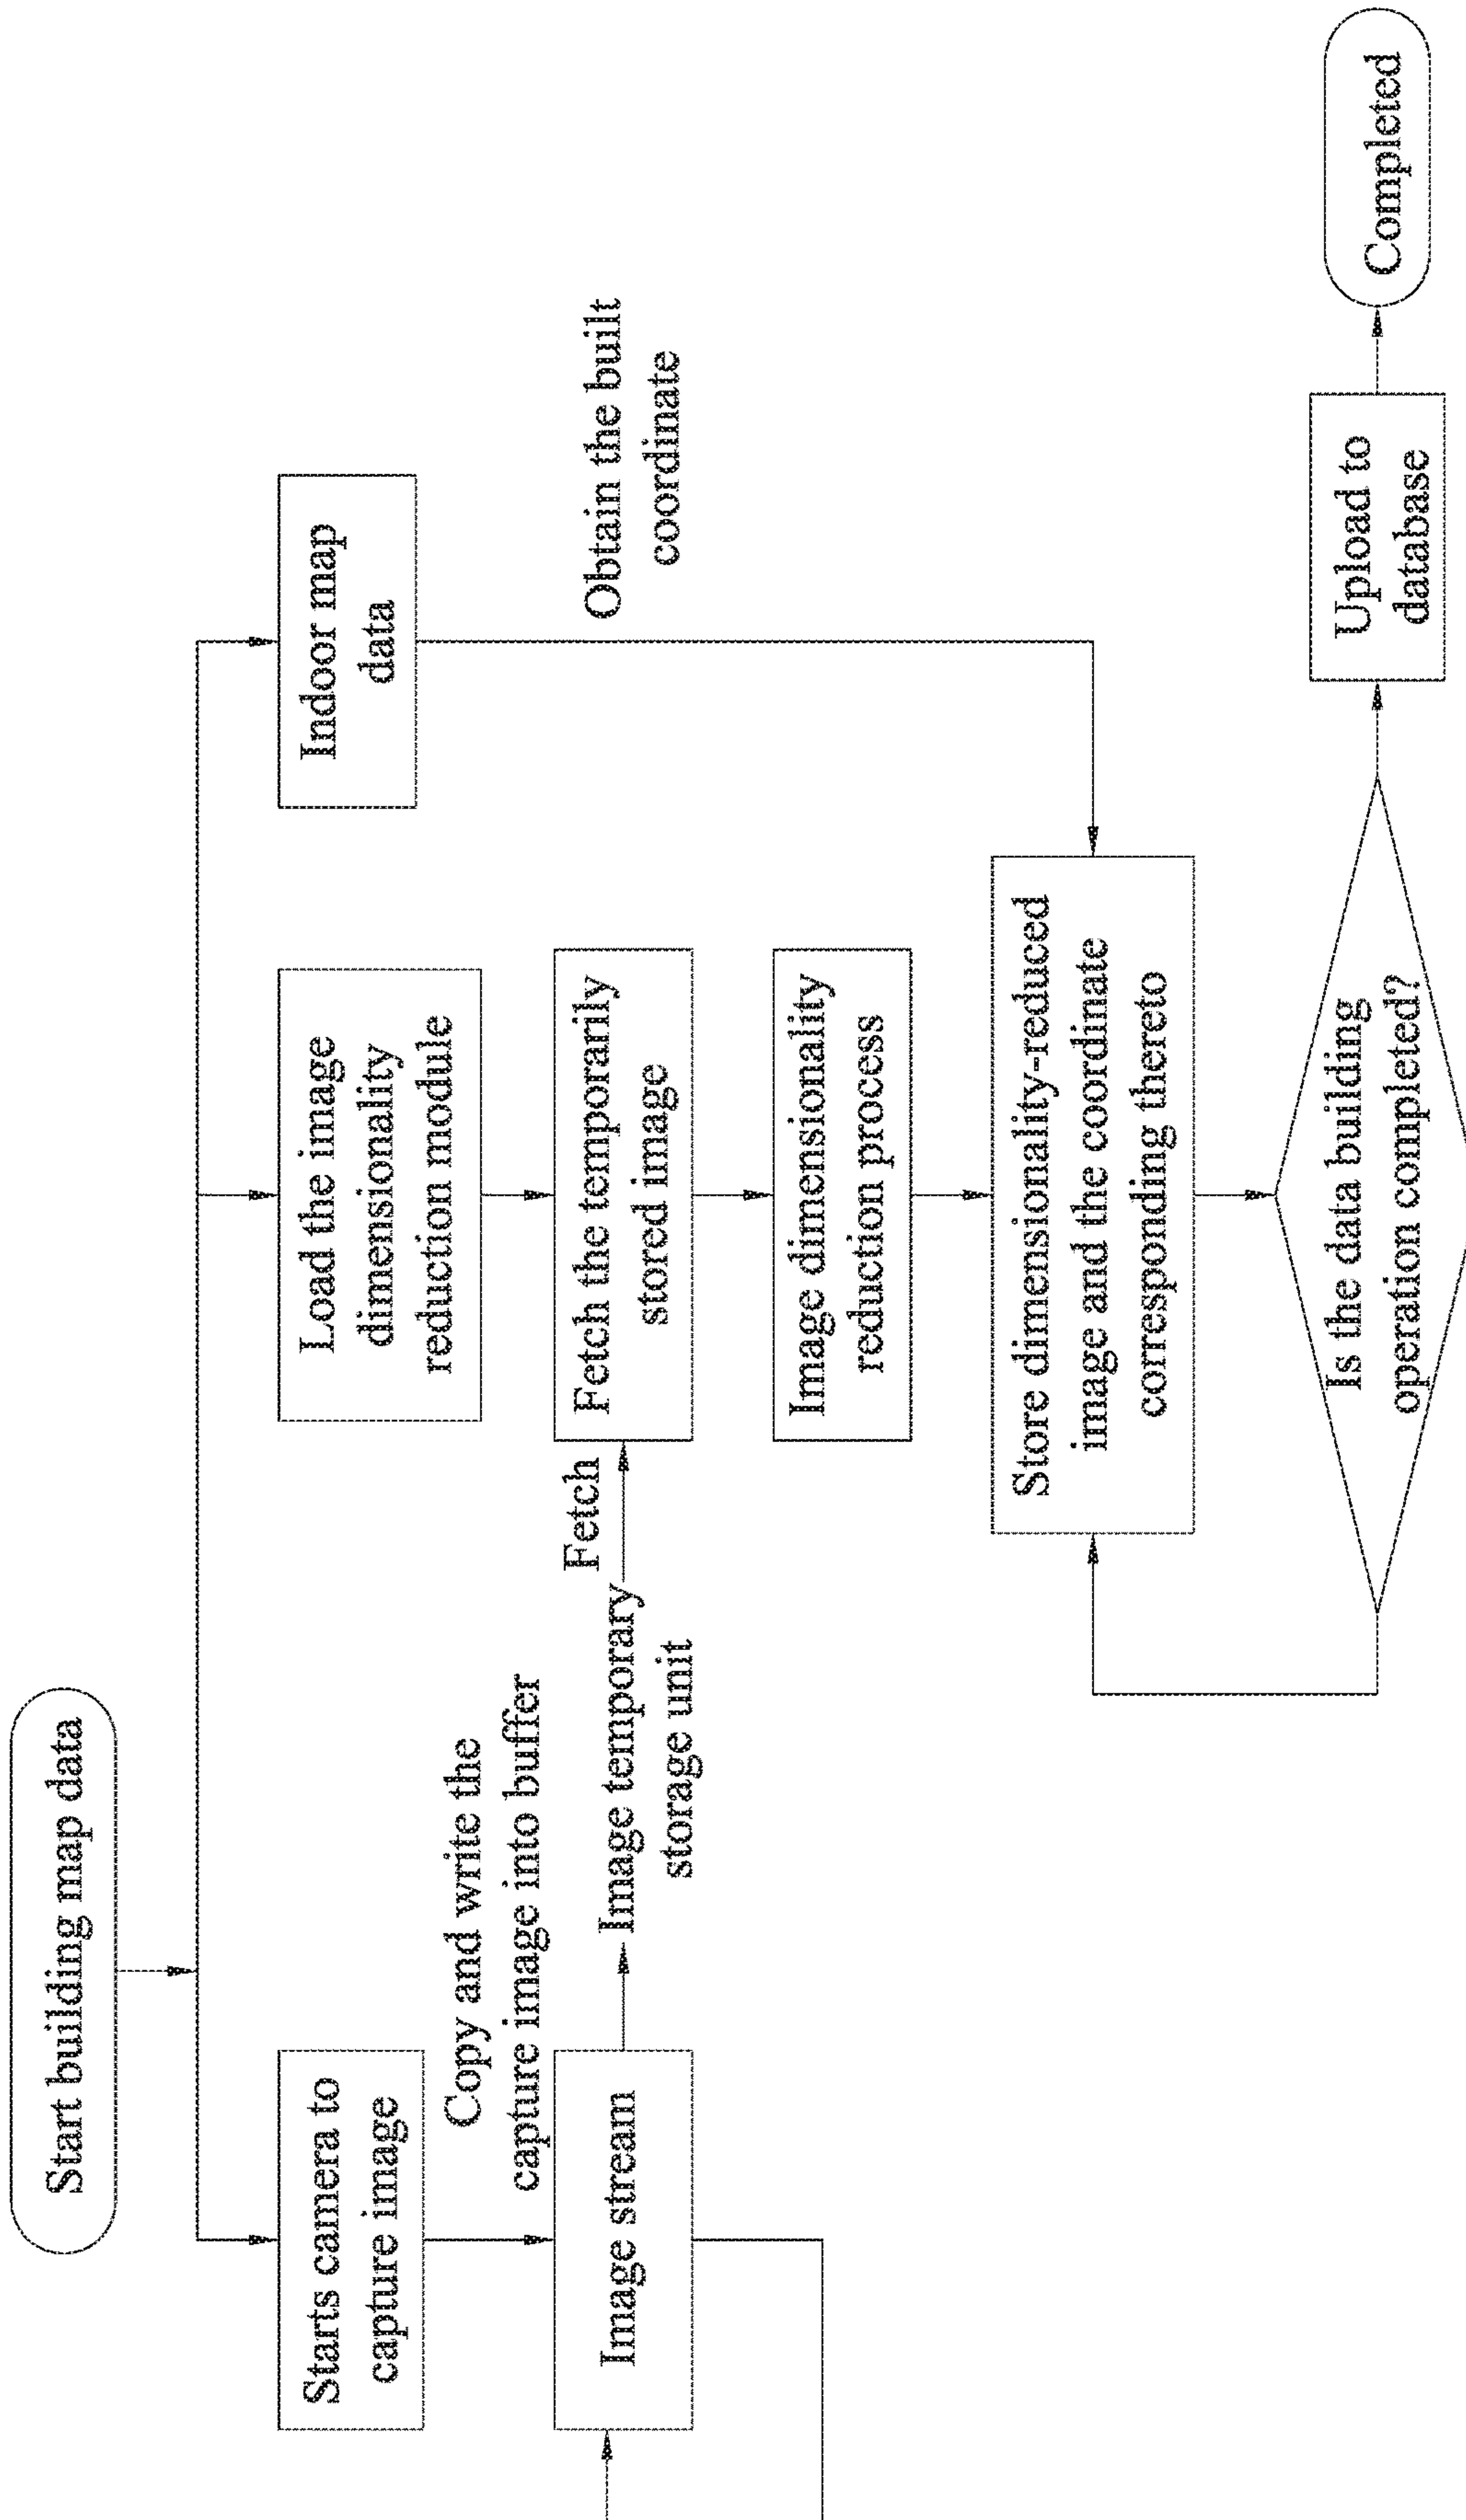 Start building map data
Starts camera to
capture image
Load the image
dimensionality
reduction module
Indoor map
data
Copy and write the
capture image into buffer
Image stream
Image temporary
storage unit
Fetch
Fetch the temporarily
stored image
Obtain the built
coordinate
Image dimensionality
reduction process
Store dimensionality-reduced
image and the coordinate
corresponding thereto
Is the data building
operation completed?
Upload to
database
Completed